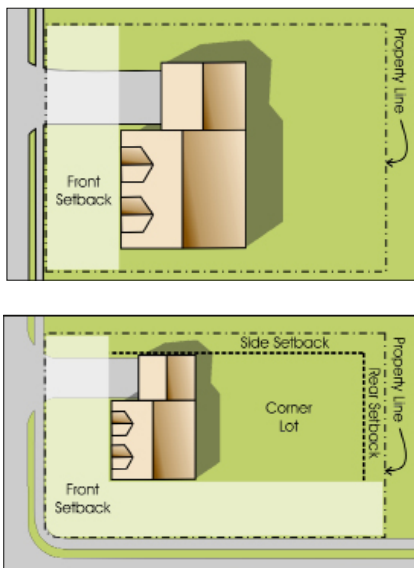 Property
Line
Front
Setback
Side Setback
Property Line
Rear Setback
Corner
Lot
Front
Setback